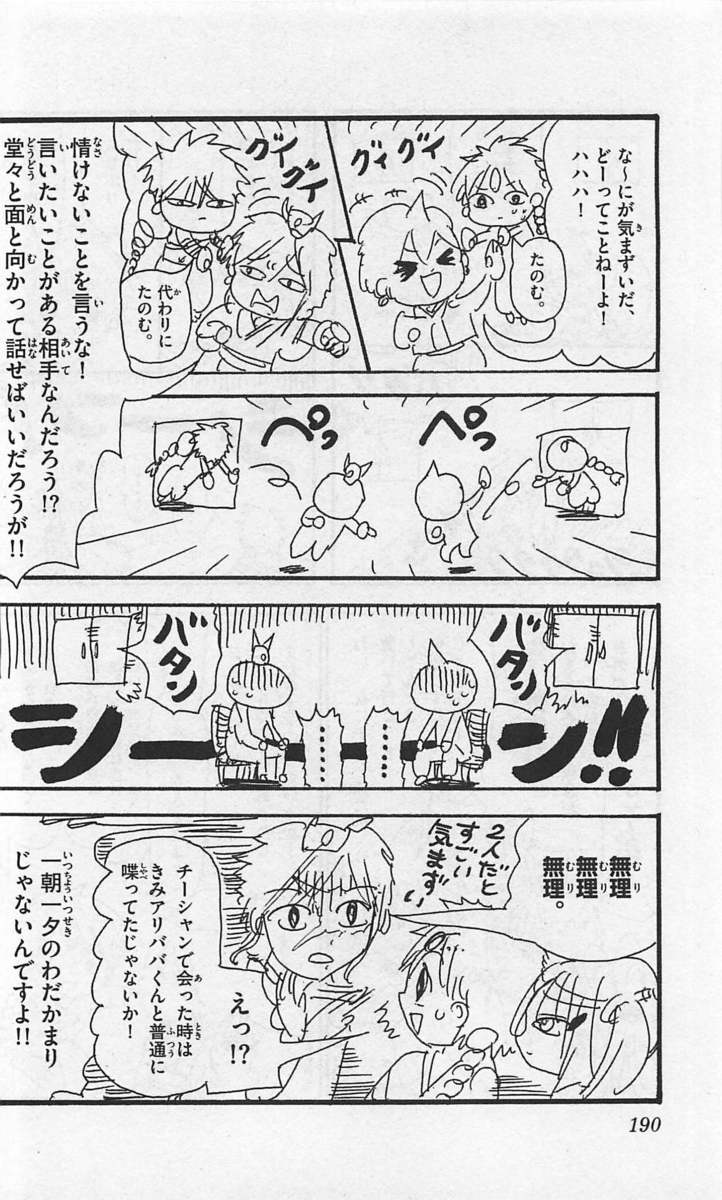 な〜にが気まずいだ、
どーってことねーよ!
ハハハ!
たのむ。
グイグイ
グイグイ
代わりに
たのむ。
情けないことを言うな!
言いたいことがある相手なんだろう!?
堂々と面と向かって話せばいいだろうが!!
ペっ
ペっ
バタン
バタン
シーーン!!
……
……
無理
無理
無理。
2人だと
すごい
気まずい
えっ!?
チーシャンで会った時は
きみアリババくんと普通に
喋ってたじゃないか!
一朝一夕のわだかまり
じゃないんですよ!!
190